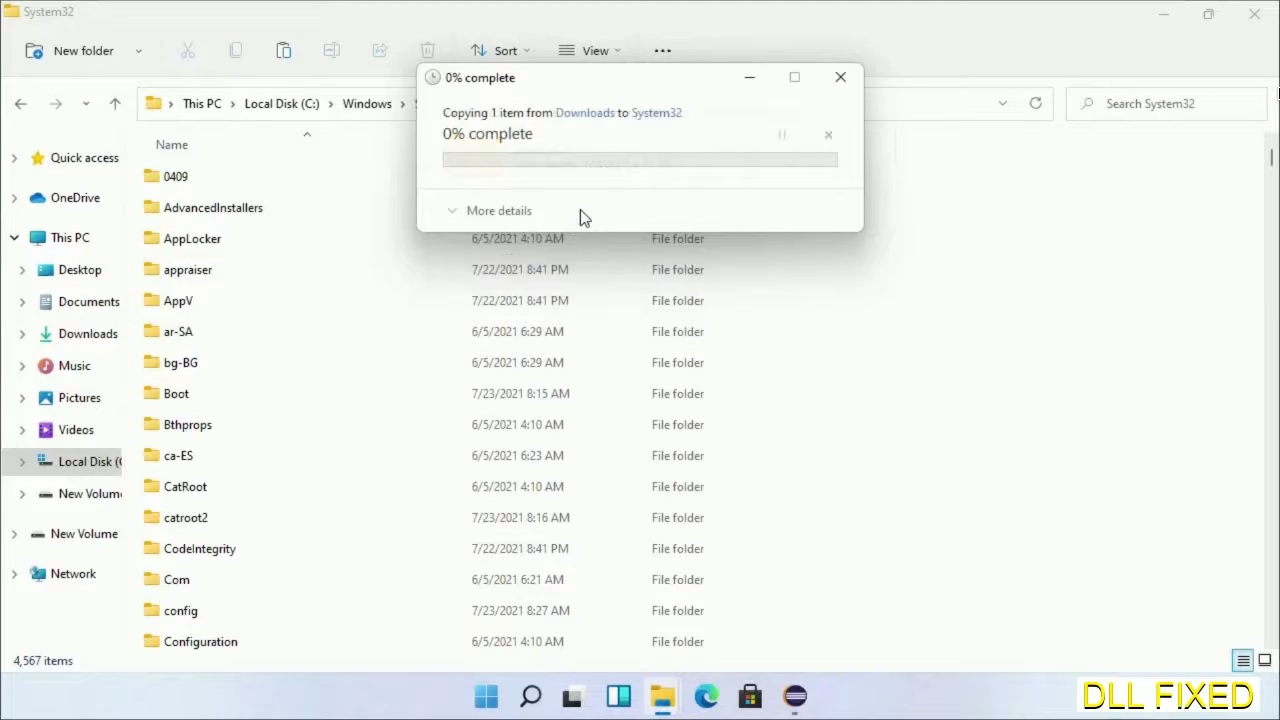 System32
New folder
Sort
View
0% complete
This PC
Local Disk (C:)
Windows
Search System32
Copying 1 item from Downloads to System32
0% complete
More details
Quick access
OneDrive
This PC
Desktop
Documents
Downloads
Music
Pictures
Videos
Local Disk (
New Volum
New Volume
Network
Name
0409
AdvancedInstallers
AppLocker 6/5/2021 4:10 AM File folder
appraiser 7/22/2021 8:41 PM File folder
AppV 7/22/2021 8:41 PM File folder
ar-SA 6/5/2021 6:29 AM File folder
bg-BG 6/5/2021 6:29 AM File folder
Boot 7/23/2021 8:15 AM File folder
Bthprops 6/5/2021 4:10 AM File folder
ca-ES 6/5/2021 6:23 AM File folder
CatRoot 6/5/2021 4:10 AM File folder
catroot2 7/23/2021 8:16 AM File folder
CodeIntegrity 7/22/2021 8:41 PM File folder
Com 6/5/2021 6:21 AM File folder
config 7/23/2021 8:27 AM File folder
Configuration 6/5/2021 4:10 AM File folder
4,567 items
DLL FIXED